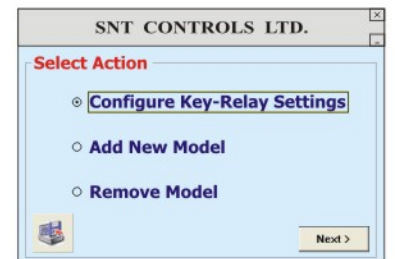 SNT CONTROLS LTD.
Select Action
Configure Key-Relay Settings
Add New Model
Remove Model
Next >